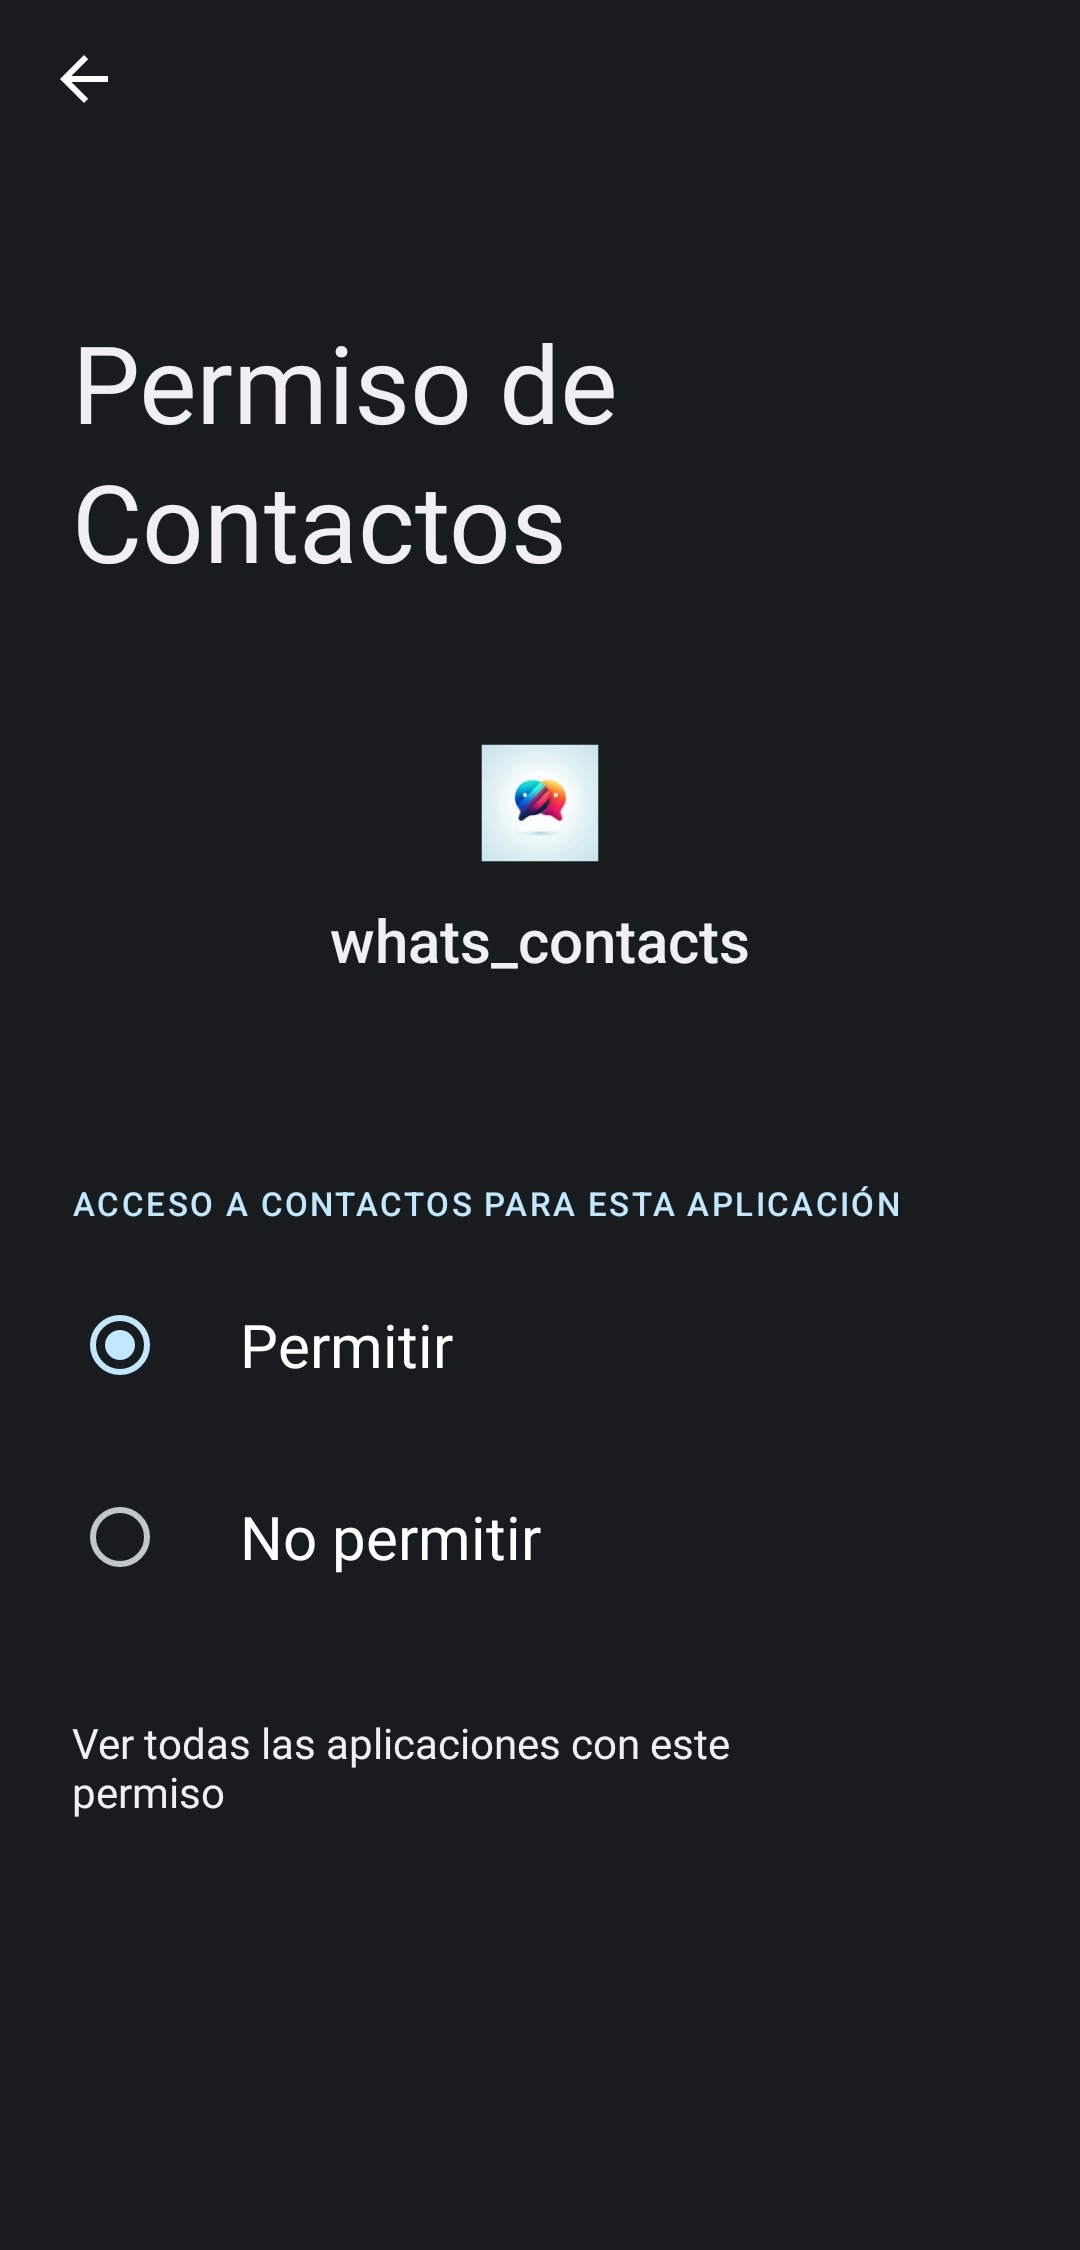 Permiso de
Contactos
whats_contacts
ACCESO A CONTACTOS PARA ESTA APLICACIÓN
Permitir
No permitir
Ver todas las aplicaciones con este
permiso